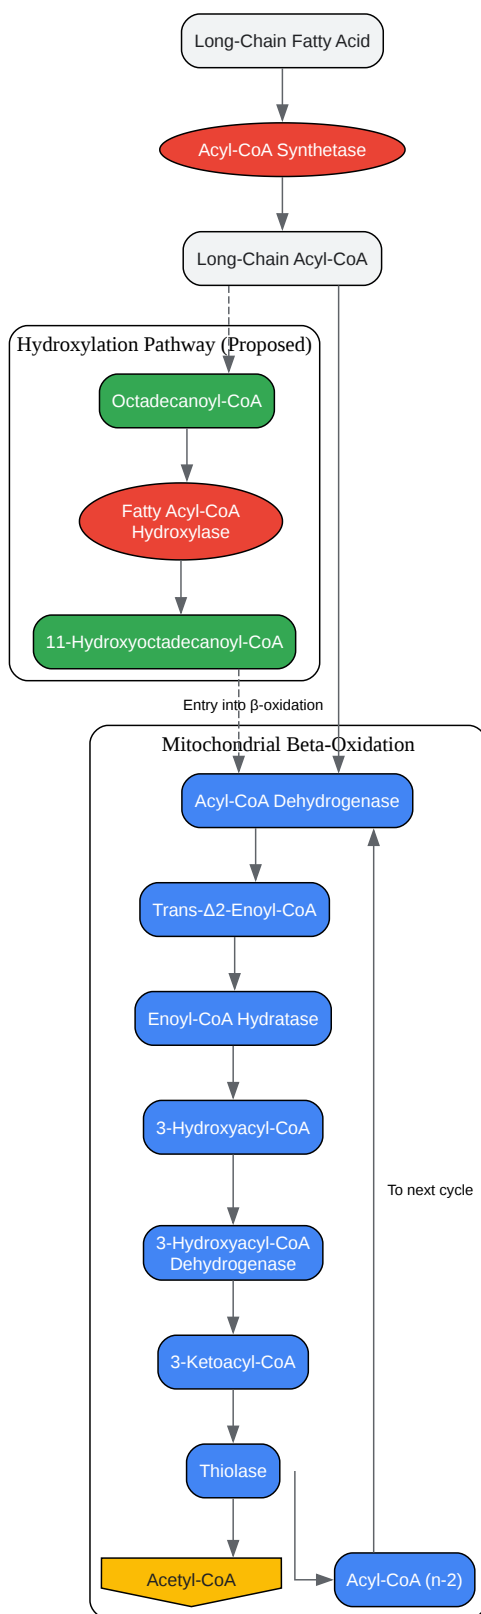 Long-Chain Fatty Acid
Acyl-CoA Synthetase
Long-Chain Acyl-CoA
Hydroxylation Pathway (Proposed)
Octadecanoyl-CoA
Fatty Acyl-CoA
Hydroxylase
11-Hydroxyoctadecanoyl-CoA
Entry into β-oxidation
Mitochondrial Beta-Oxidation
Acyl-CoA Dehydrogenase
Trans-Δ2-Enoyl-CoA
Enoyl-CoA Hydratase
3-Hydroxyacyl-CoA
To next cycle
3-Hydroxyacyl-CoA
Dehydrogenase
3-Ketoacyl-CoA
Thiolase
Acetyl-CoA
Acyl-CoA (n-2)